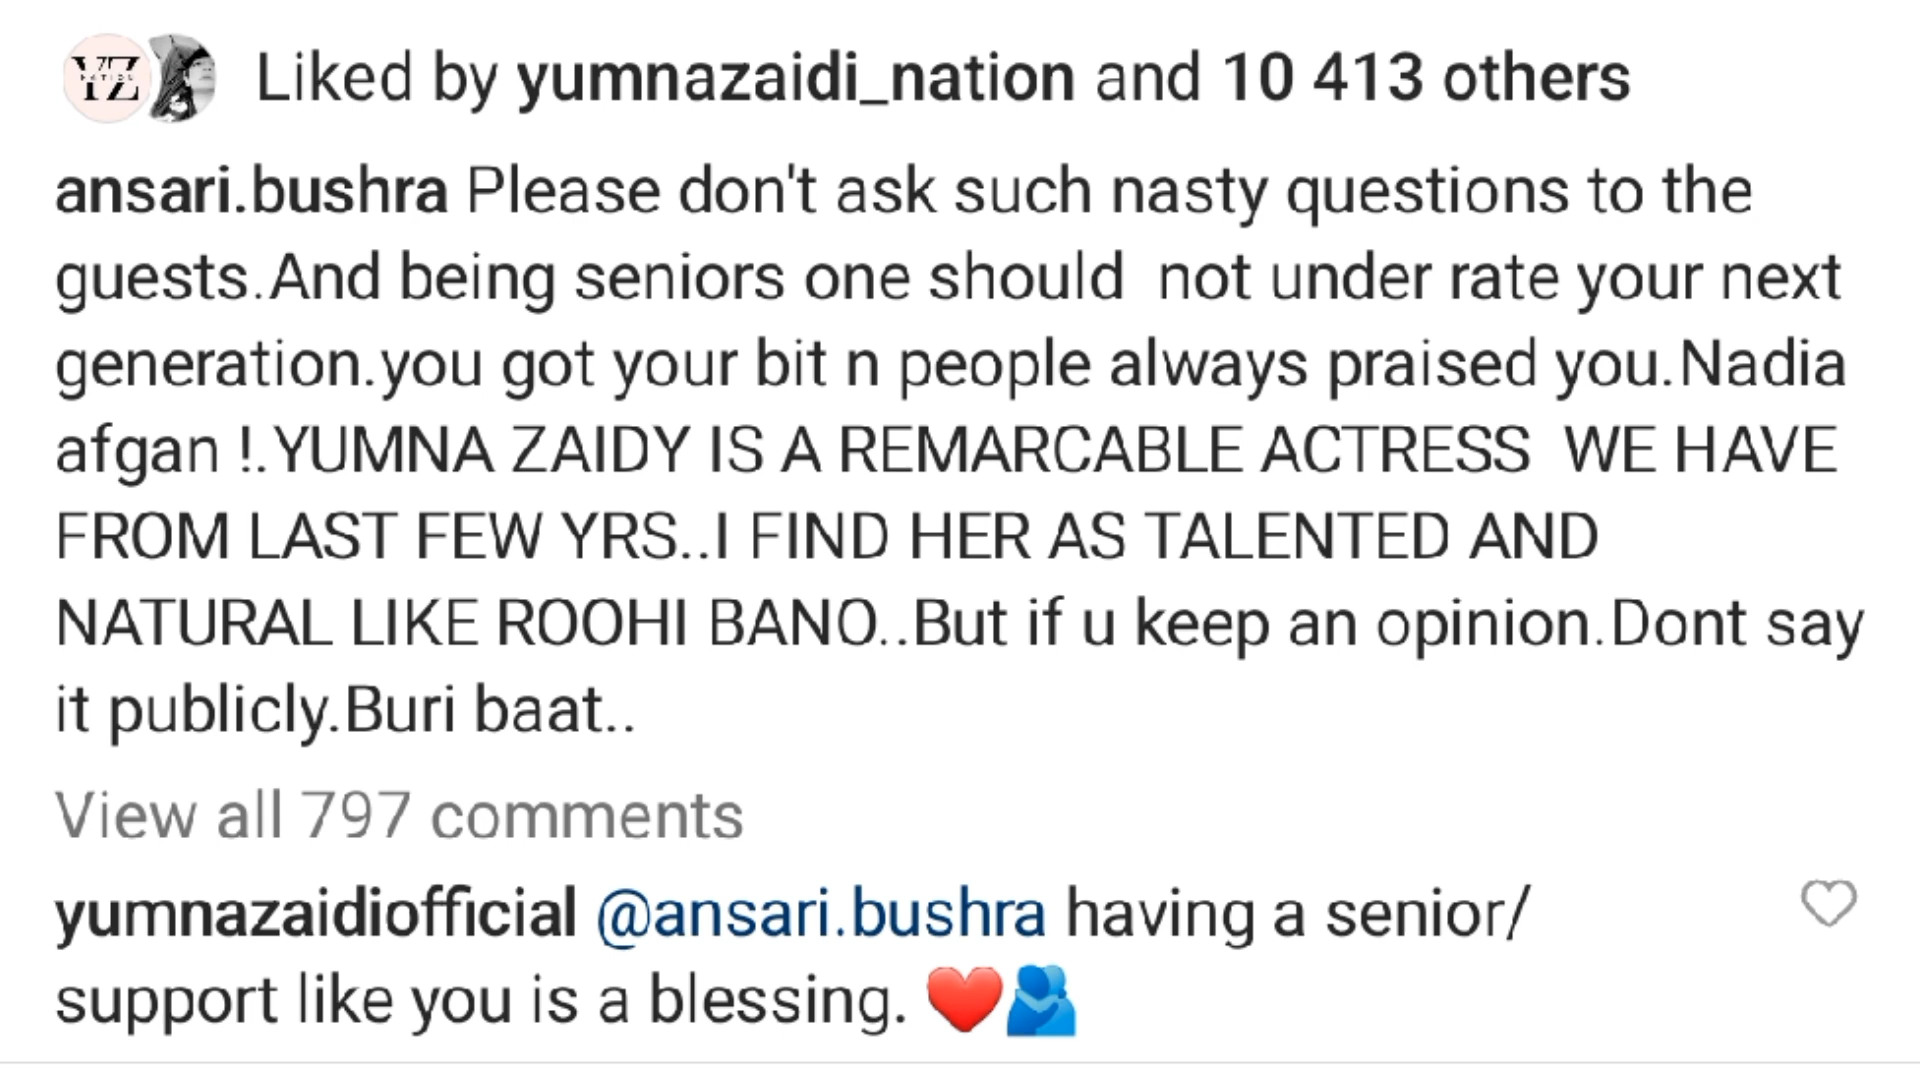 YZ
NATION
Liked by yumnazaidi_nation and 10 413 others
ansari.bushra Please don't ask such nasty questions to the
guests.And being seniors one should  not under rate your next
generation.you got your bit n people always praised you.Nadia
afgan !.YUMNA ZAIDY IS A REMARCABLE ACTRESS  WE HAVE
FROM LAST FEW YRS..I FIND HER AS TALENTED AND
NATURAL LIKE ROOHI BANO..But if u keep an opinion.Dont say
it publicly.Buri baat..
View all 797 comments
yumnazaidiofficial @ansari.bushra having a senior/
support like you is a blessing. ❤️🫂